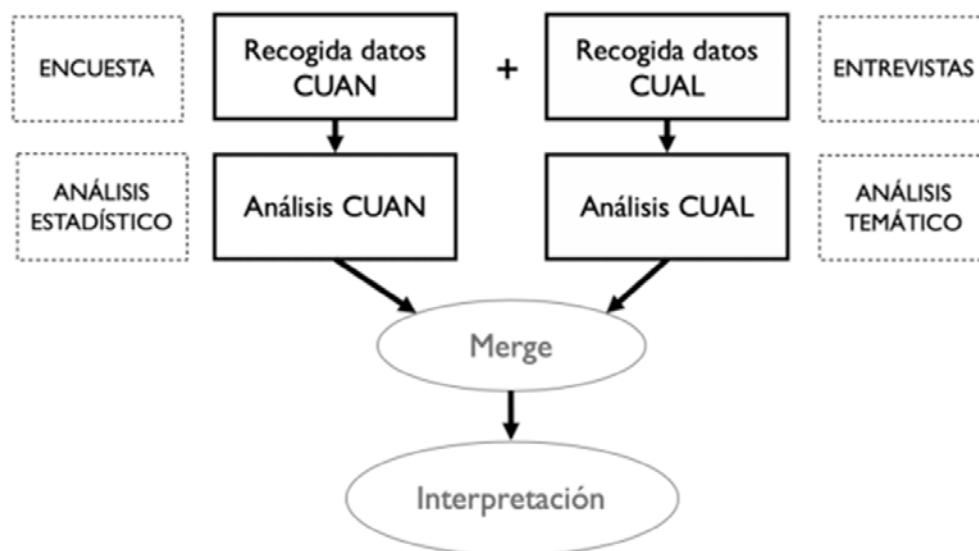 ENCUESTA
Recogida datos
CUAN
+
Recogida datos
CUAL
ENTREVISTAS
ANÁLISIS
ESTADÍSTICO
Análisis CUAN
Análisis CUAL
ANÁLISIS
TEMÁTICO
Merge
Interpretación